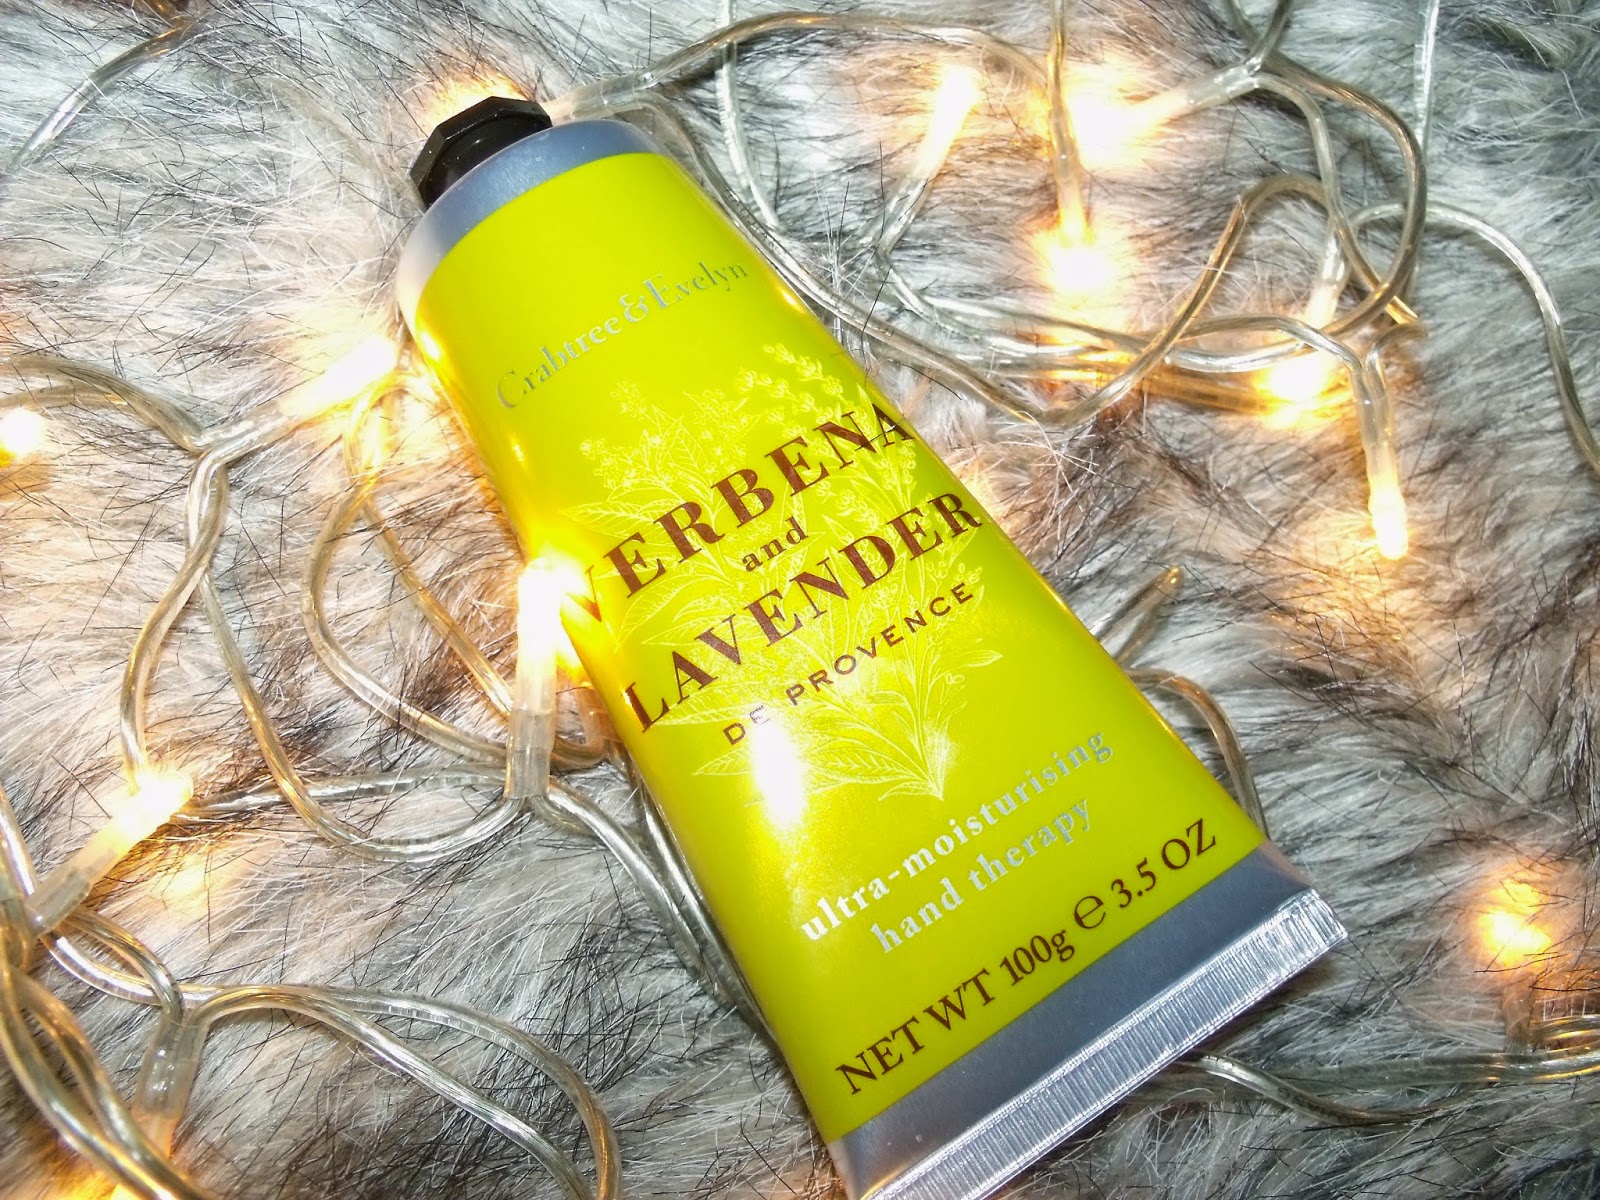 Crabtree & Evelyn
VERBENA
and
LAVENDER
DE PROVENCE
ultra-moisturising
hand therapy
NET WT 100g ℮ 3.5 OZ